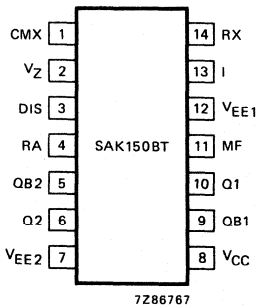 CMX 1 14 RX
VZ 2 13 I
DIS 3 12 VEE1
RA 4 SAK150BT 11 MF
QB2 5 10 Q1
Q2 6 9 QB1
VEE2 7 8 VCC
7Z86767